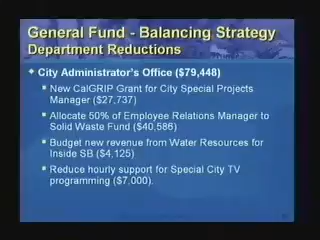 General Fund - Balancing Strategy
Department Reductions
City Administrator's Office ($79,448)
New CalGRIP Grant for City Special Projects
Manager ($27,737)
Allocate 50% of Employee Relations Manager to
Solid Waste Fund ($40,586)
Budget new revenue from Water Resources for
Inside SB ($4,125)
Reduce hourly support for Special City TV
programming ($7,000).